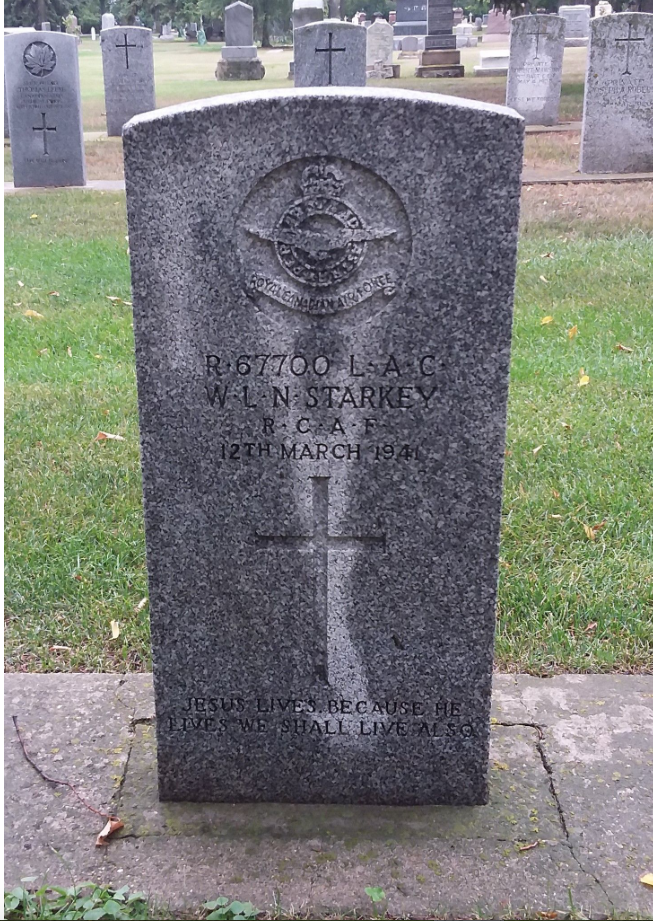 ROYAL CANADIAN AIR FORCE
R·67700 L·A·C·
W·L·N·STARKEY
R·C·A·F·
12TH MARCH 1941
JESUS LIVES BECAUSE HE
LIVES WE SHALL LIVE ALSO